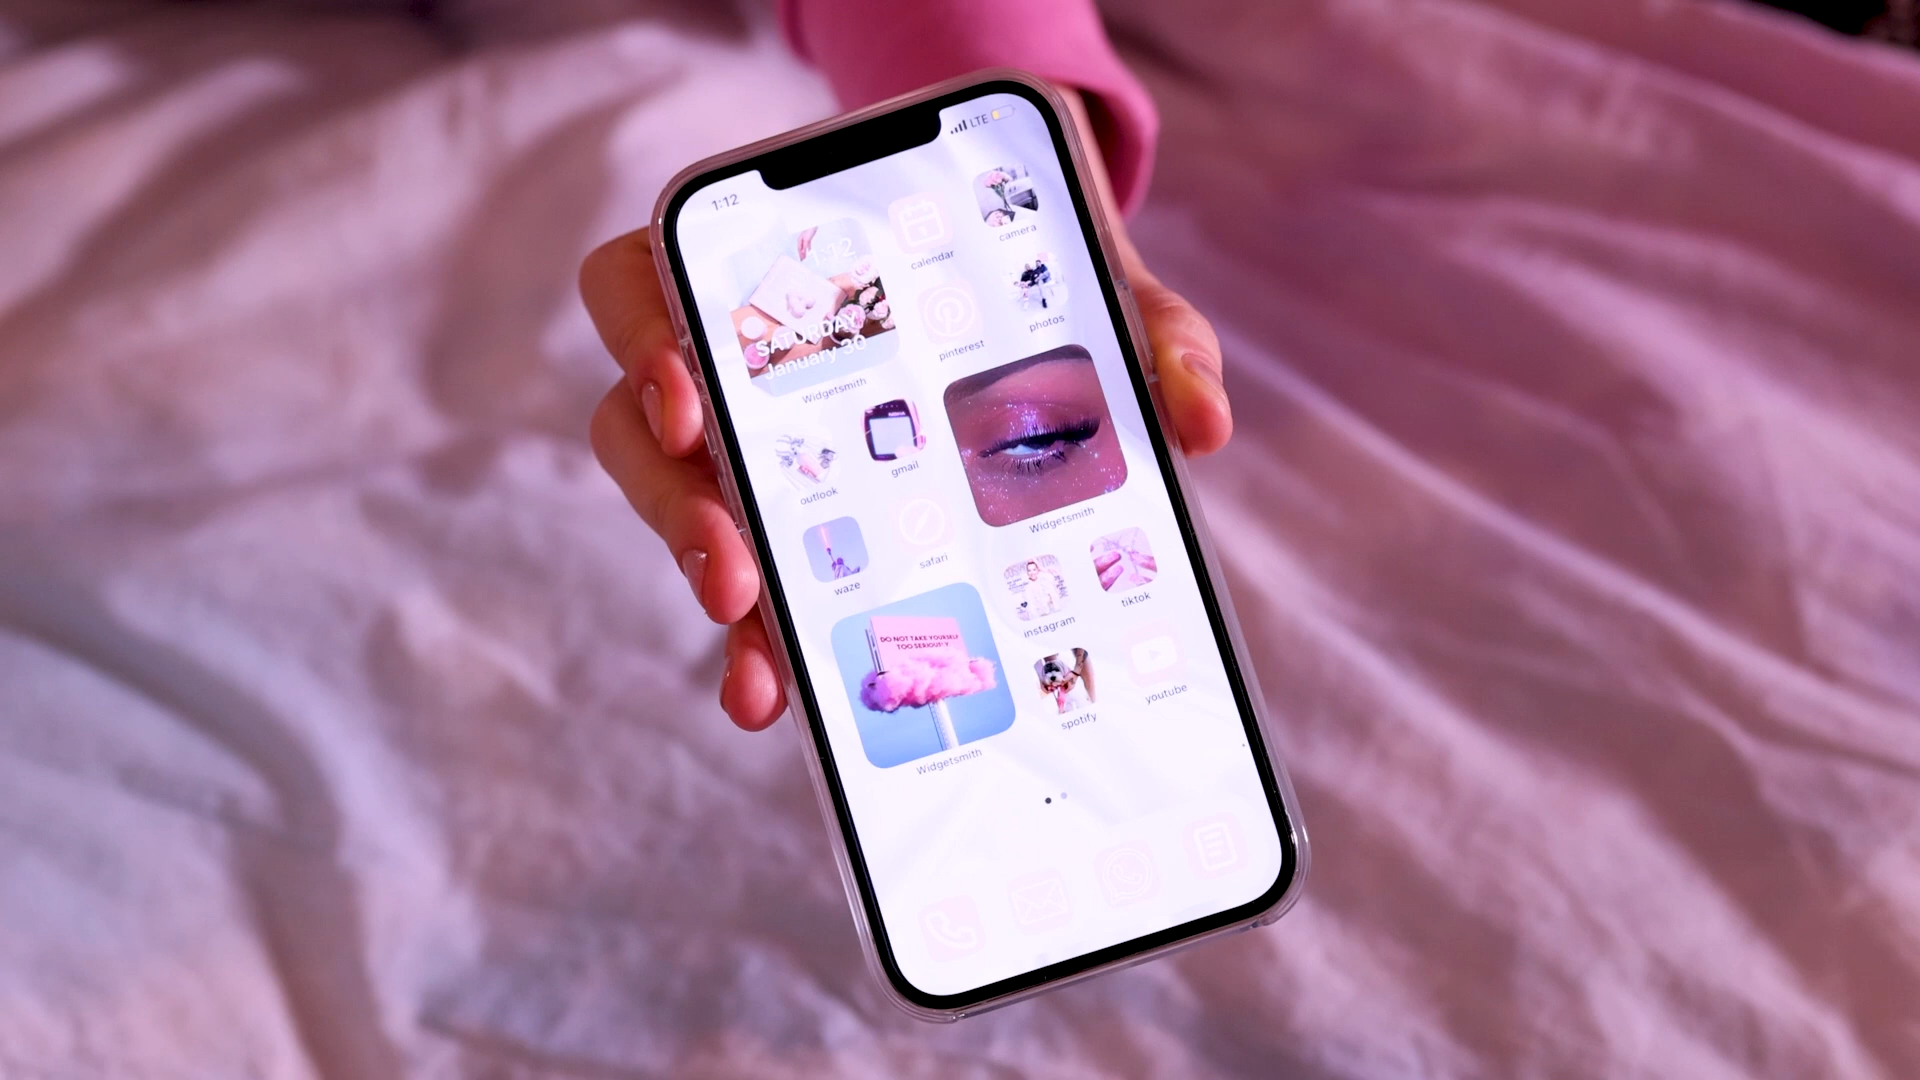 1:12
LTE
1:12
SATURDAY
January 30
Widgetsmith
calendar
camera
pinterest
photos
outlook
gmail
Widgetsmith
waze
safari
DO NOT TAKE YOURSELF
TOO
Widgetsmith
instagram
tiktok
spotify
youtube